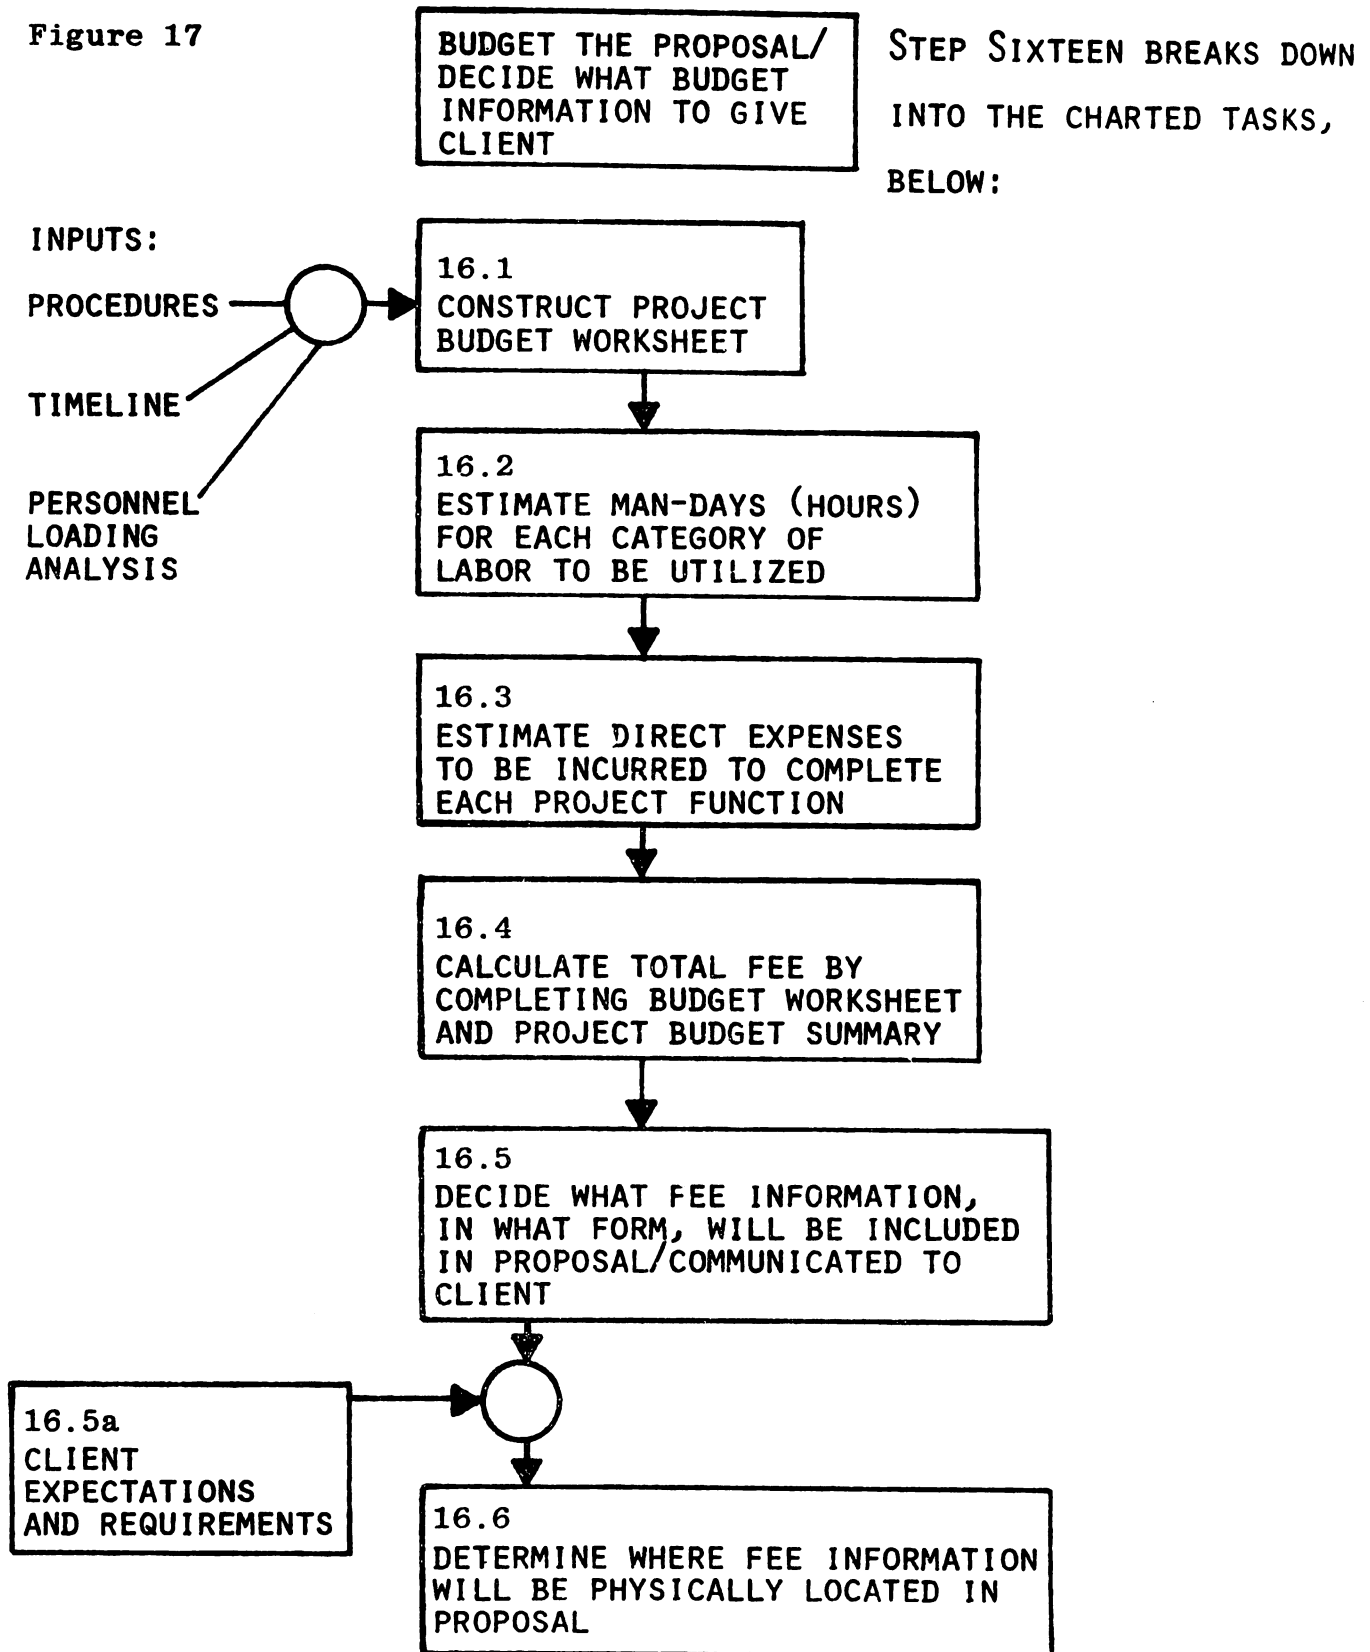 Figure 17
BUDGET THE PROPOSAL/
DECIDE WHAT BUDGET
INFORMATION TO GIVE
CLIENT
STEP SIXTEEN BREAKS DOWN
INTO THE CHARTED TASKS,
BELOW:
INPUTS:
PROCEDURES
TIMELINE
PERSONNEL
LOADING
ANALYSIS
16.1
CONSTRUCT PROJECT
BUDGET WORKSHEET
16.2
ESTIMATE MAN-DAYS (HOURS)
FOR EACH CATEGORY OF
LABOR TO BE UTILIZED
16.3
ESTIMATE DIRECT EXPENSES
TO BE INCURRED TO COMPLETE
EACH PROJECT FUNCTION
16.4
CALCULATE TOTAL FEE BY
COMPLETING BUDGET WORKSHEET
AND PROJECT BUDGET SUMMARY
16.5
DECIDE WHAT FEE INFORMATION,
IN WHAT FORM, WILL BE INCLUDED
IN PROPOSAL/COMMUNICATED TO
CLIENT
16.5a
CLIENT
EXPECTATIONS
AND REQUIREMENTS
16.6
DETERMINE WHERE FEE INFORMATION
WILL BE PHYSICALLY LOCATED IN
PROPOSAL